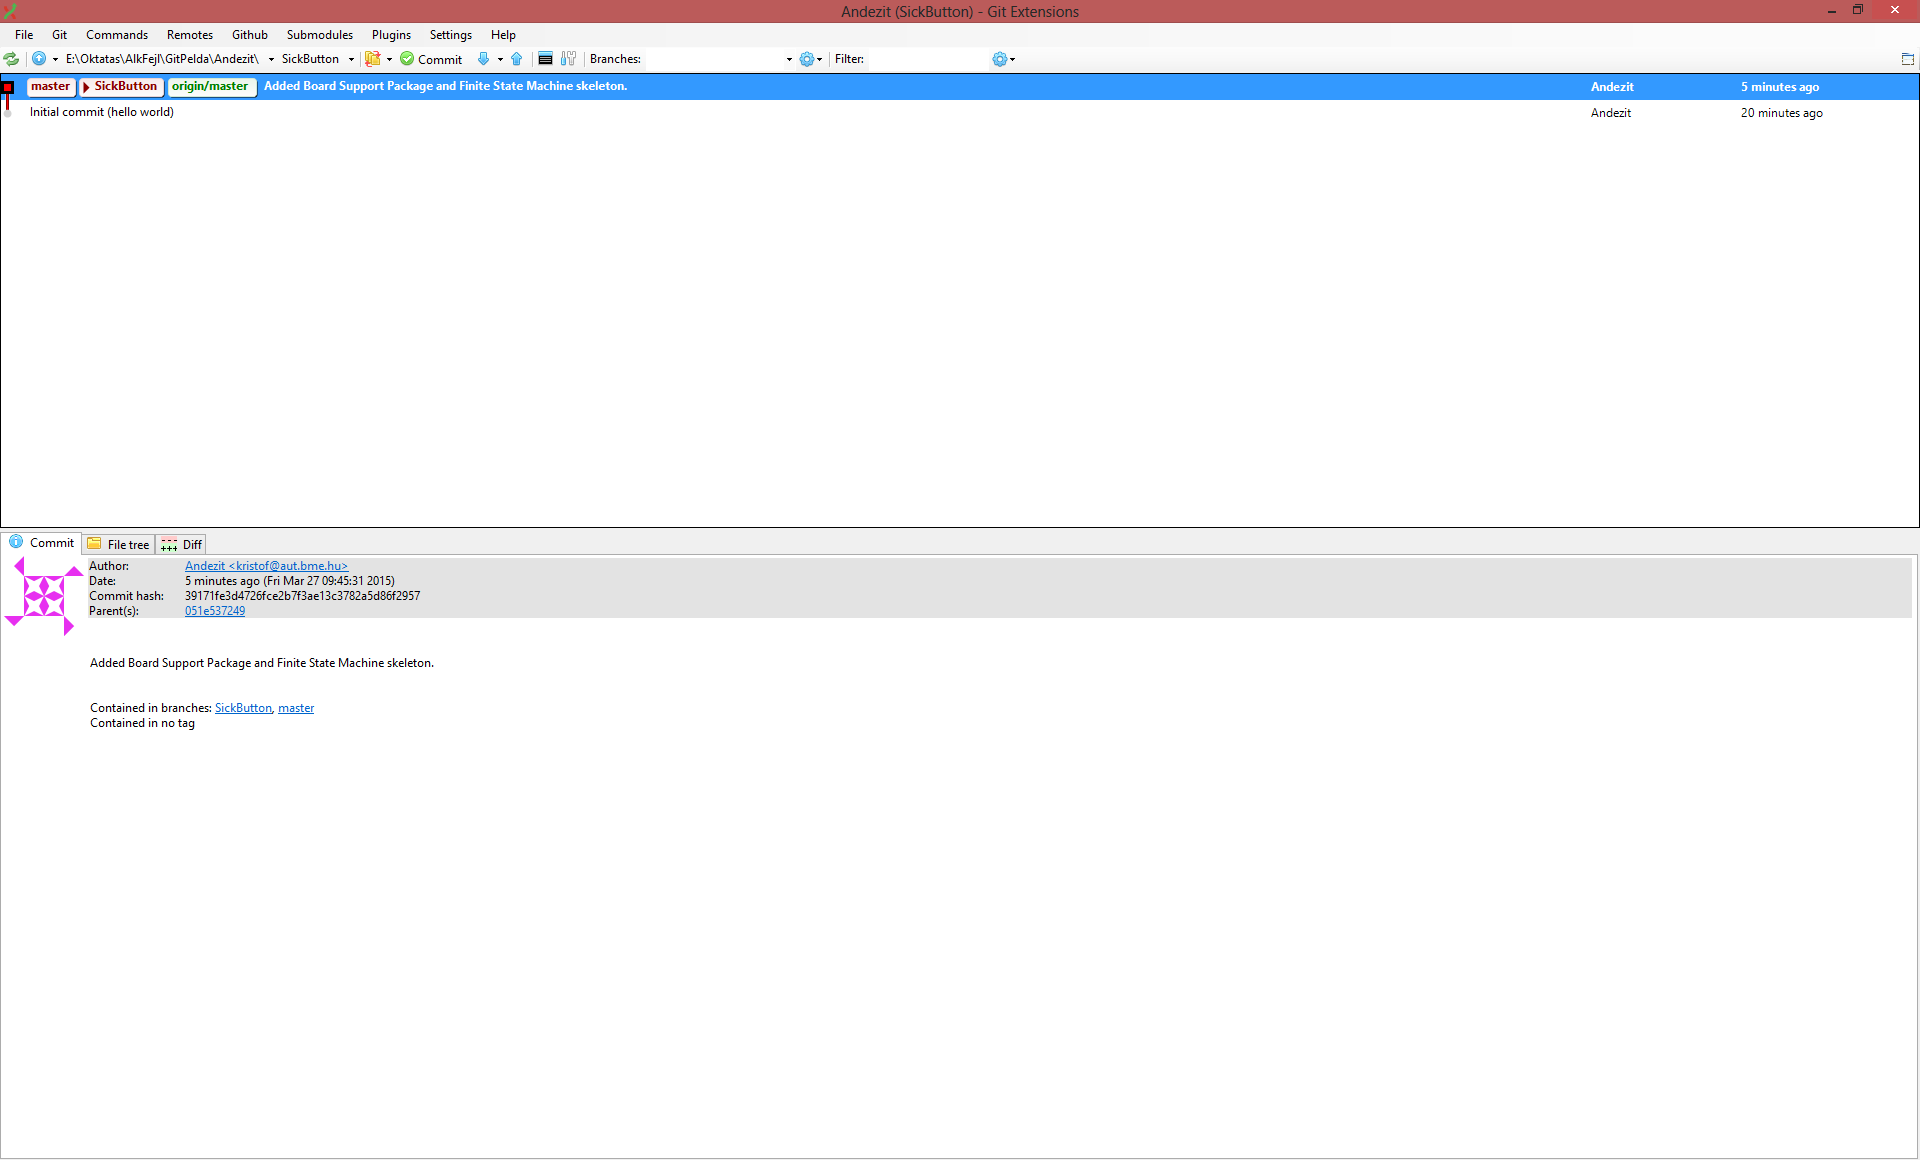 Andezit (SickButton) - Git Extensions
File Git Commands Remotes Github Submodules Plugins Settings Help
E:\Oktatas\AlkFejl\GitPelda\Andezit\ SickButton Commit Branches: Filter:
master SickButton origin/master Added Board Support Package and Finite State Machine skeleton. Andezit 5 minutes ago
Initial commit (hello world) Andezit 20 minutes ago
Commit File tree Diff
Author: Andezit <kristof@aut.bme.hu>
Date: 5 minutes ago (Fri Mar 27 09:45:31 2015)
Commit hash: 39171fe3d4726fce2b7f3ae13c3782a5d86f2957
Parent(s): 051e537249
Added Board Support Package and Finite State Machine skeleton.
Contained in branches: SickButton, master
Contained in no tag